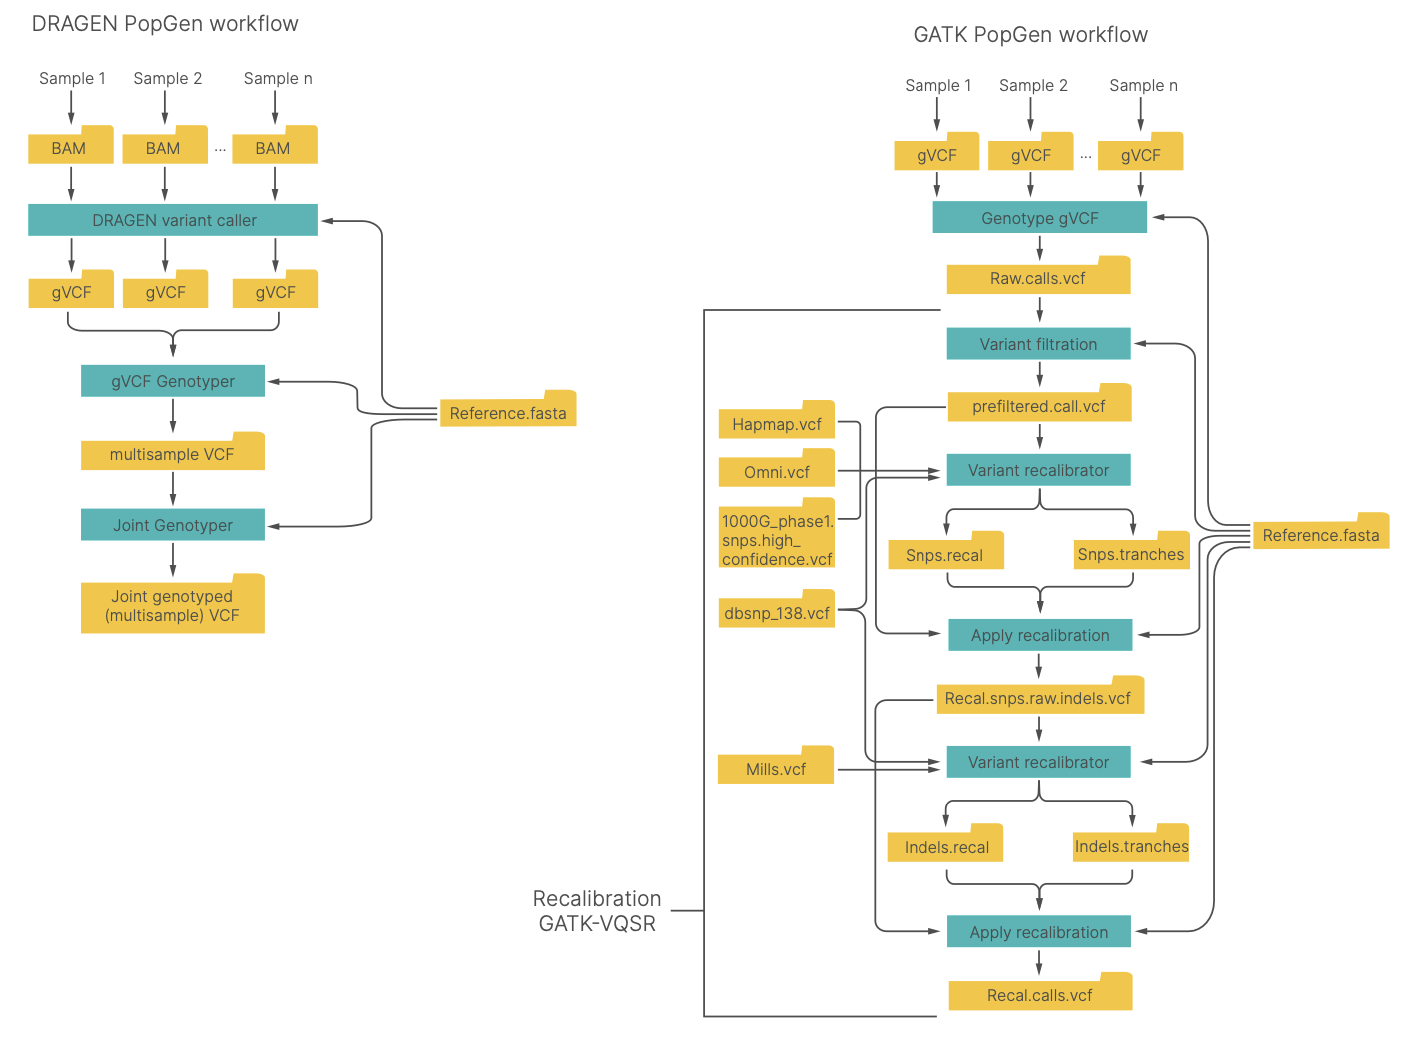 DRAGEN PopGen workflow
Sample 1
Sample 2
Sample n
BAM
BAM
...
BAM
DRAGEN variant caller
gVCF
gVCF
gVCF
gVCF Genotyper
Reference.fasta
multisample VCF
Joint Genotyper
Joint genotyped
(multisample) VCF
GATK PopGen workflow
Sample 1
Sample 2
Sample n
gVCF
gVCF
...
gVCF
Genotype gVCF
Raw.calls.vcf
Variant filtration
prefiltered.call.vcf
Hapmap.vcf
Omni.vcf
Variant recalibrator
1000G_phase1.
snps.high_
confidence.vcf
Snps.recal
Snps.tranches
Reference.fasta
dbsnp_138.vcf
Apply recalibration
Recal.snps.raw.indels.vcf
Variant recalibrator
Mills.vcf
Indels.recal
Indels.tranches
Recalibration
GATK-VQSR
Apply recalibration
Recal.calls.vcf